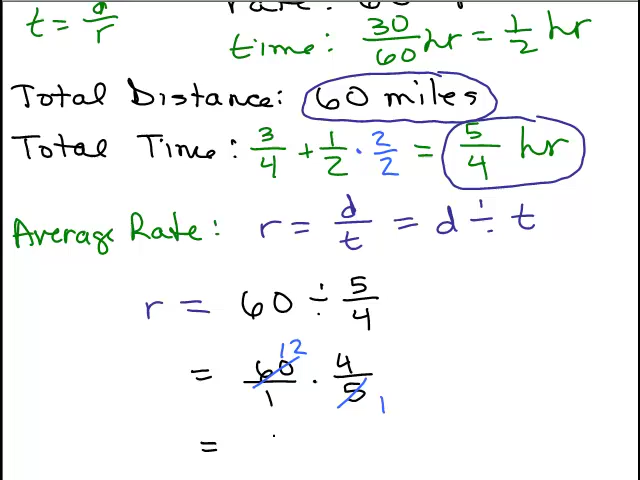 t = d/r
time: 30/60 hr = 1/2 hr
Total Distance: 60 miles
Total Time: 3/4 + 1/2 · 2/2 = 5/4 hr
Average Rate: r = d/t = d ÷ t
r = 60 ÷ 5/4
= 60/1 12 · 4/5 1
=